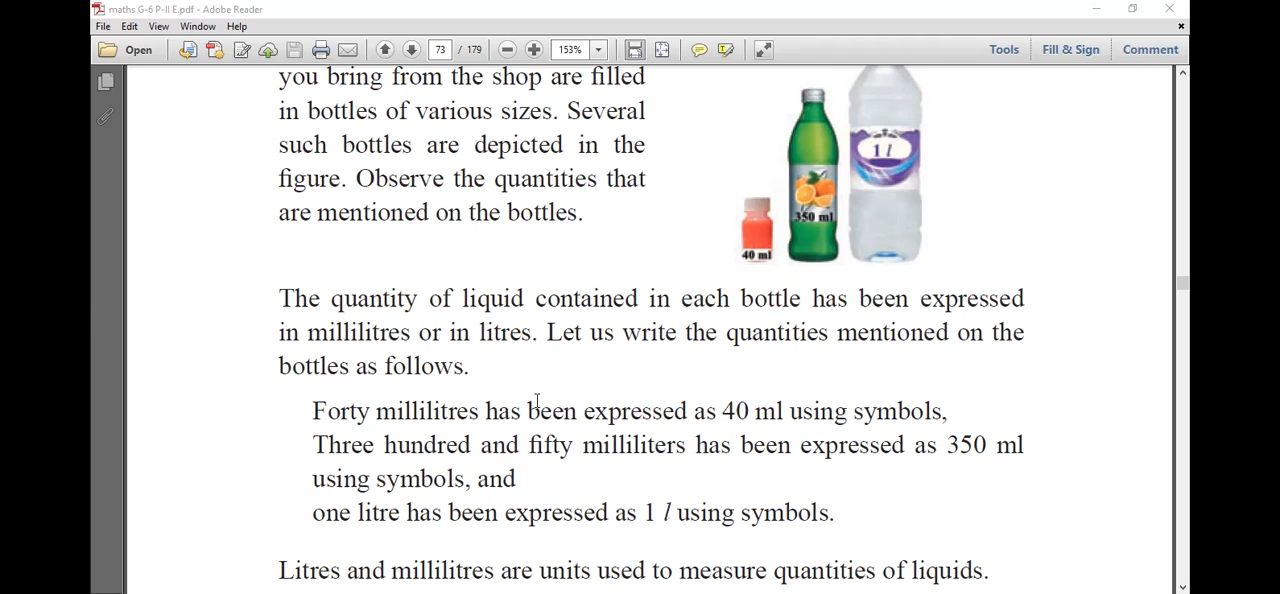 maths G-6 P-II E.pdf - Adobe Reader
File Edit View Window Help
Open 73 / 179 153% Tools Fill & Sign Comment
you bring from the shop are filled
in bottles of various sizes. Several
such bottles are depicted in the
figure. Observe the quantities that
are mentioned on the bottles.
1 l
350 ml
40 ml
The quantity of liquid contained in each bottle has been expressed
in millilitres or in litres. Let us write the quantities mentioned on the
bottles as follows.
Forty millilitres has been expressed as 40 ml using symbols,
Three hundred and fifty milliliters has been expressed as 350 ml
using symbols, and
one litre has been expressed as 1 l using symbols.
Litres and millilitres are units used to measure quantities of liquids.